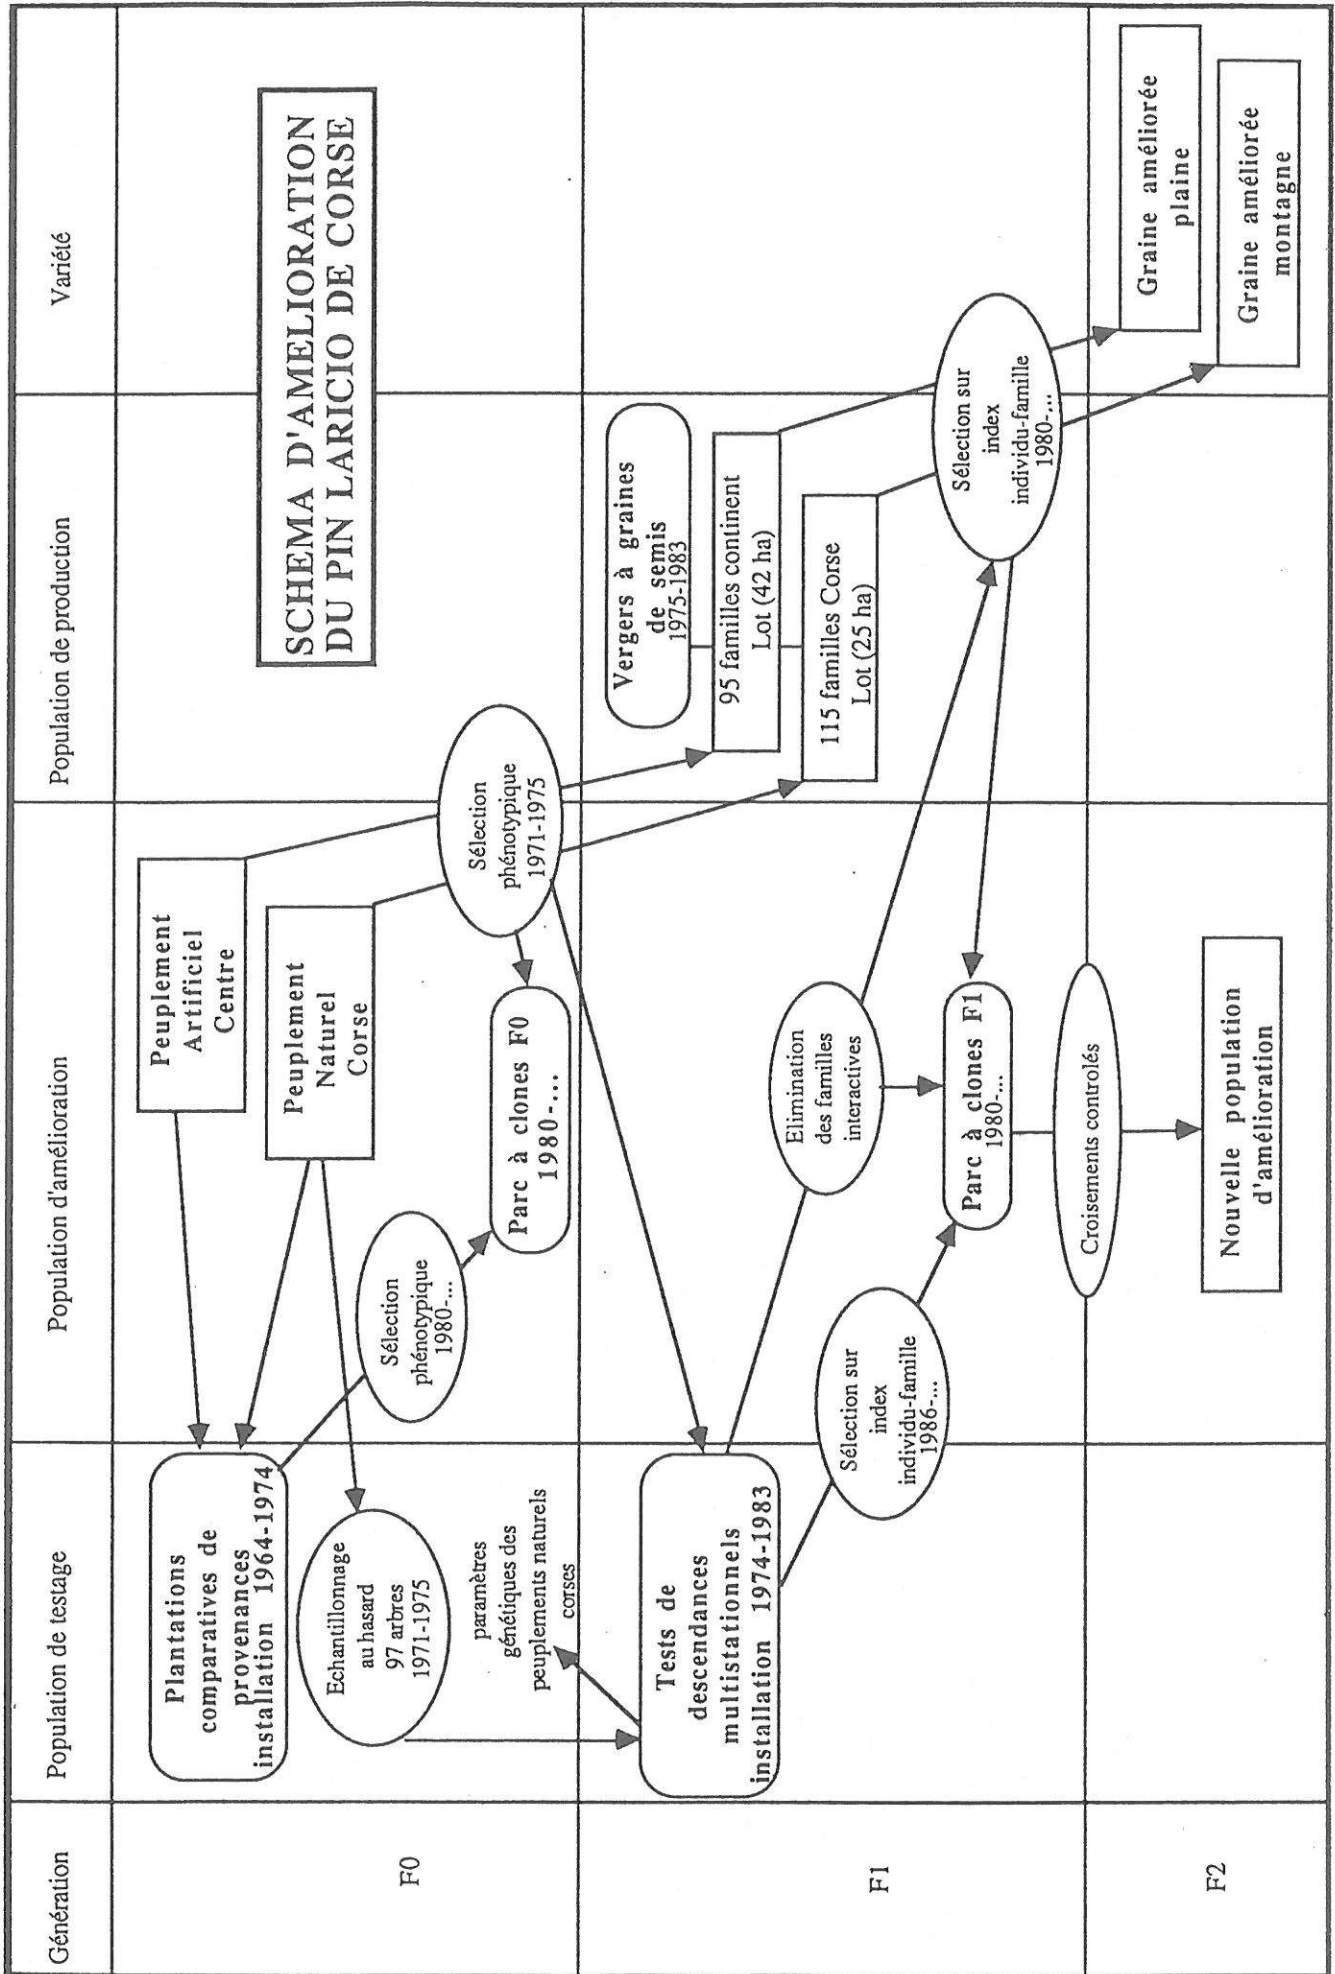 Génération
Population de testage
Population d'amélioration
Population de production
Variété
SCHEMA D'AMELIORATION
DU PIN LARICIO DE CORSE
F0
Plantations
comparatives de
provenances
installation 1964-1974
Peuplement
Artificiel
Centre
Peuplement
Naturel
Corse
Echantillonnage
au hasard
97 arbres
1971-1975
Sélection
phénotypique
1980-...
Sélection
phénotypique
1971-1975
Parc à clones F0
1980-...
paramètres
génétiques des
peuplements naturels
corses
F1
Tests de
descendances
multistationnels
installation 1974-1983
Vergers à graines
de semis
1975-1983
95 familles continent
Lot (42 ha)
115 familles Corse
Lot (25 ha)
Elimination
des familles
interactives
Sélection sur
index
individu-famille
1986-...
Sélection sur
index
individu-famille
1980-...
Parc à clones F1
1980-...
Croisements controlés
F2
Nouvelle population
d'amélioration
Graine améliorée
plaine
Graine améliorée
montagne